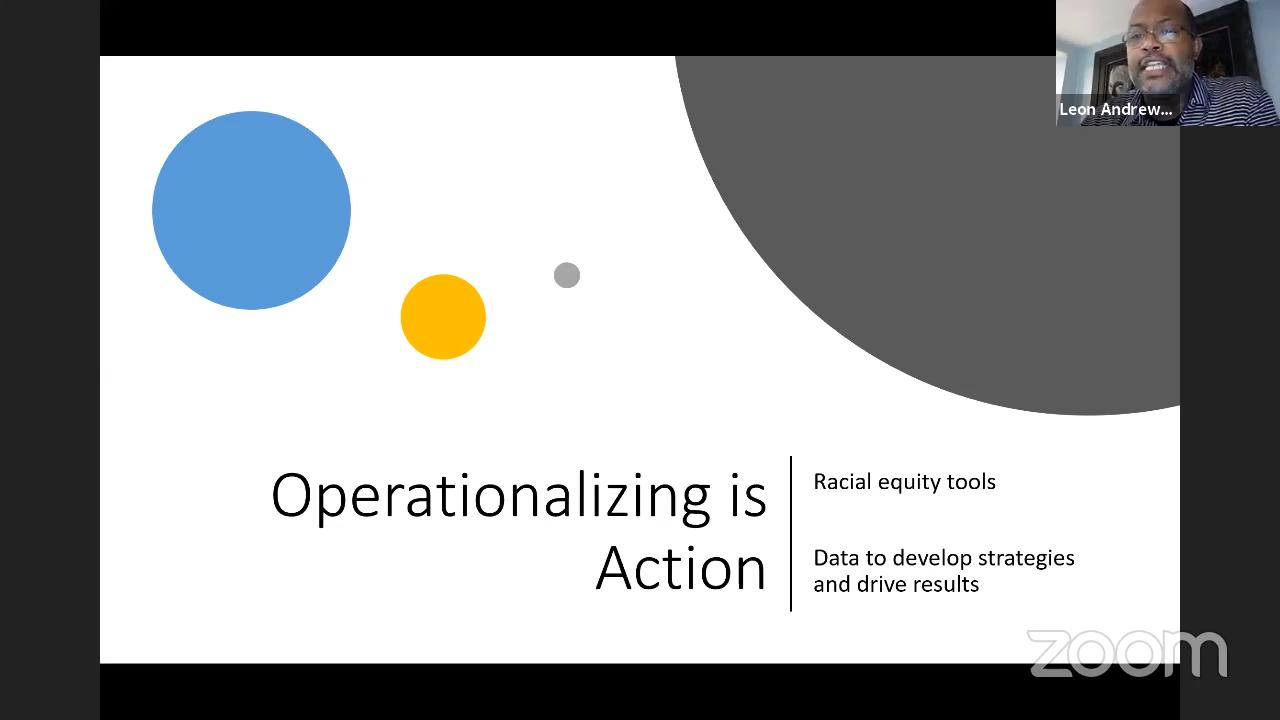 Leon Andrew...
Operationalizing is
Action
Racial equity tools
Data to develop strategies
and drive results
zoom